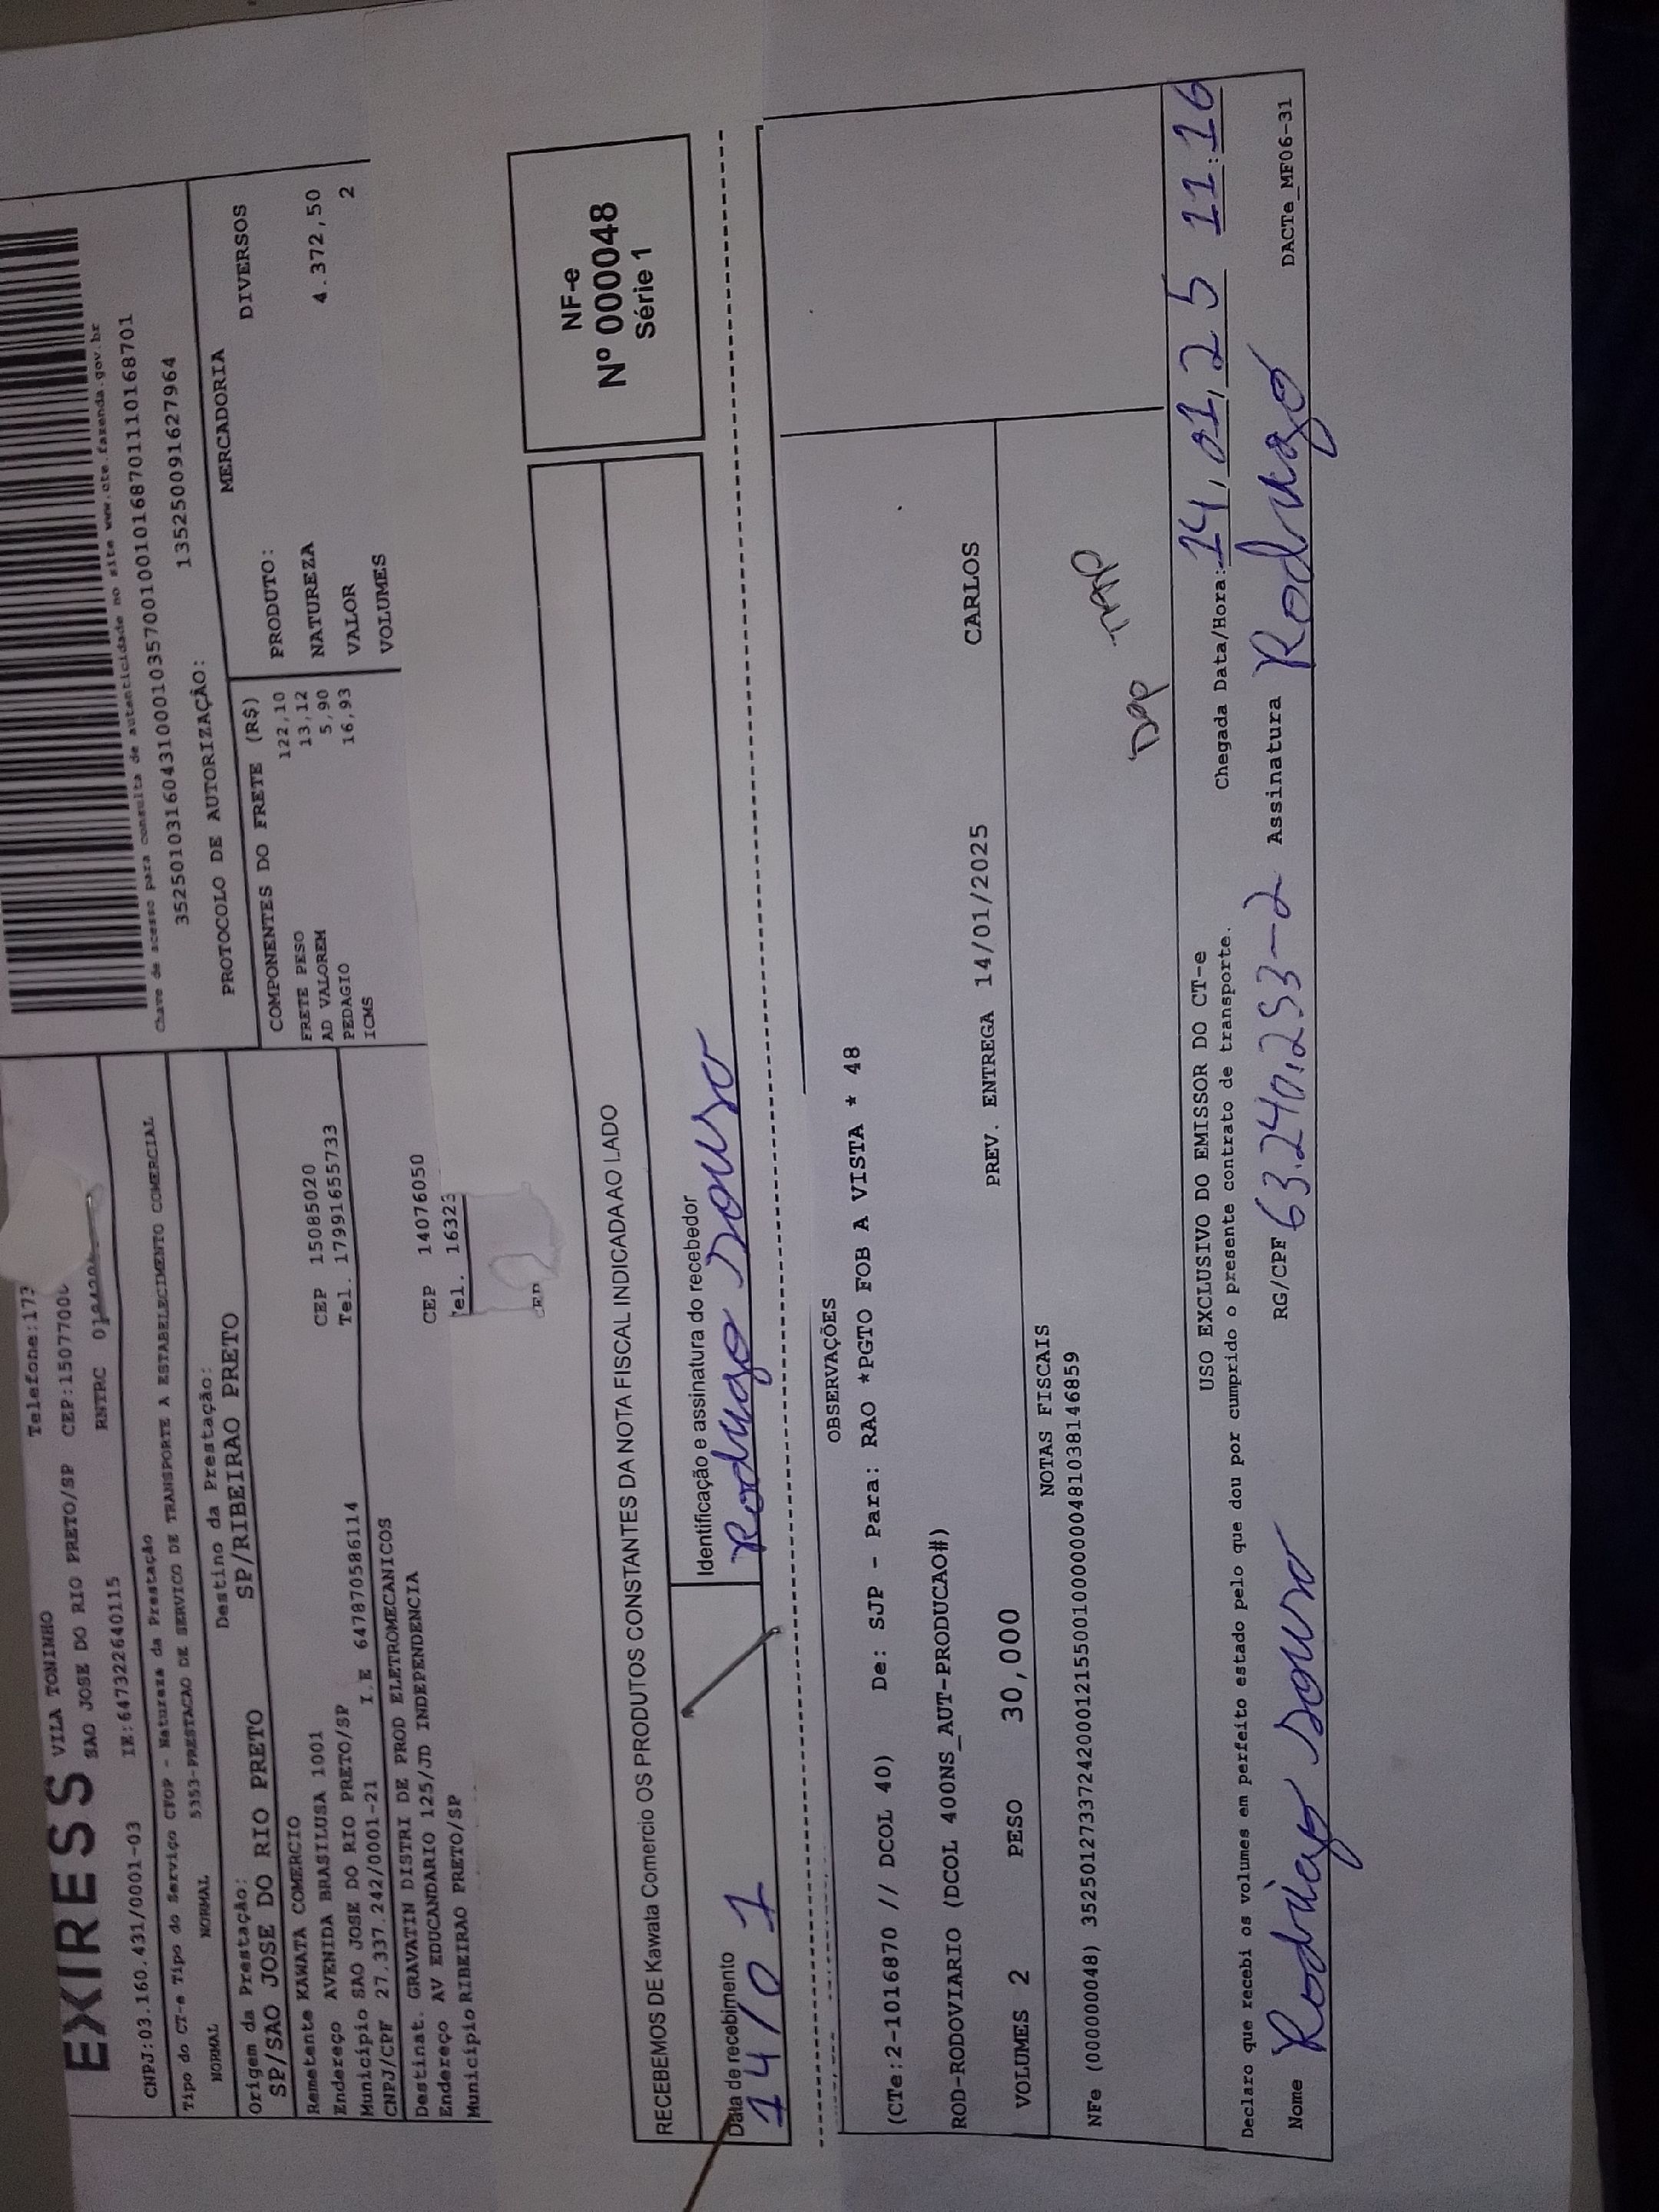 EXIRESS
VILA TONINHO Telefone:173
SAO JOSE DO RIO PRETO/SP CEP:1507700
CNPJ:03.160.431/0001-03 IE:647322640115 RNTRC
Tipo do CT-e Tipo do Serviço CFOP - Natureza da Prestação
NORMAL NORMAL 5353-PRESTACAO DE SERVICO DE TRANSPORTE A ESTABELECIMENTO COMERCIAL
Origem da Prestação: Destino da Prestação:
SP/SAO JOSE DO RIO PRETO SP/RIBEIRAO PRETO
Remetente KAWATA COMERCIO
Endereço AVENIDA BRASILUSA 1001 CEP 15085020
Município SAO JOSE DO RIO PRETO/SP Tel. 17991655733
CNPJ/CPF 27.337.242/0001-21 I.E 647870586114
Destinat. GRAVATIN DISTRI DE PROD ELETROMECANICOS
Endereço AV EDUCANDARIO 125/JD INDEPENDENCIA CEP 14076050
Município RIBEIRAO PRETO/SP Tel. 16323
Chave de acesso para consulta de autenticidade no site www.cte.fazenda.gov.br
35250103160431000103570010010168701110168701
PROTOCOLO DE AUTORIZAÇÃO: 135250091627964
COMPONENTES DO FRETE (R$) MERCADORIA
FRETE PESO 122,10 PRODUTO: DIVERSOS
AD VALOREM 13,12 NATUREZA
PEDAGIO 5,90 VALOR 4.372,50
ICMS 16,93 VOLUMES 2
RECEBEMOS DE Kawata Comercio OS PRODUTOS CONSTANTES DA NOTA FISCAL INDICADA AO LADO
NF-e
Nº 000048
Série 1
Data de recebimento Identificação e assinatura do recebedor
14/01 Rodrigo Souso
OBSERVAÇÕES
(CTe:2-1016870 // DCOL 40) De: SJP - Para: RAO *PGTO FOB A VISTA * 48
ROD-RODOVIARIO (DCOL 400NS_AUT-PRODUCAO#)
PREV. ENTREGA 14/01/2025 CARLOS
VOLUMES 2 PESO 30,000
NOTAS FISCAIS
NFe (000000048) 35250127337242000121550010000000481038146859
USO EXCLUSIVO DO EMISSOR DO CT-e
Declaro que recebi os volumes em perfeito estado pelo que dou por cumprido o presente contrato de transporte.
Chegada Data/Hora: 14,01,25 11:16
Nome Rodrigo Souso RG/CPF 63.240.253-2 Assinatura Rodrigo
DACTe_MF06-31